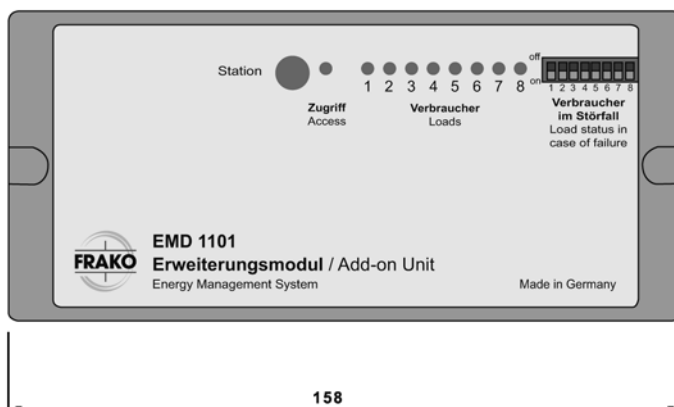 Station
off
on
1 2 3 4 5 6 7 8
1 2 3 4 5 6 7 8
Zugriff
Access
Verbraucher
Loads
Verbraucher
im Störfall
Load status in
case of failure
FRAKO
EMD 1101
Erweiterungsmodul / Add-on Unit
Energy Management System
Made in Germany
158